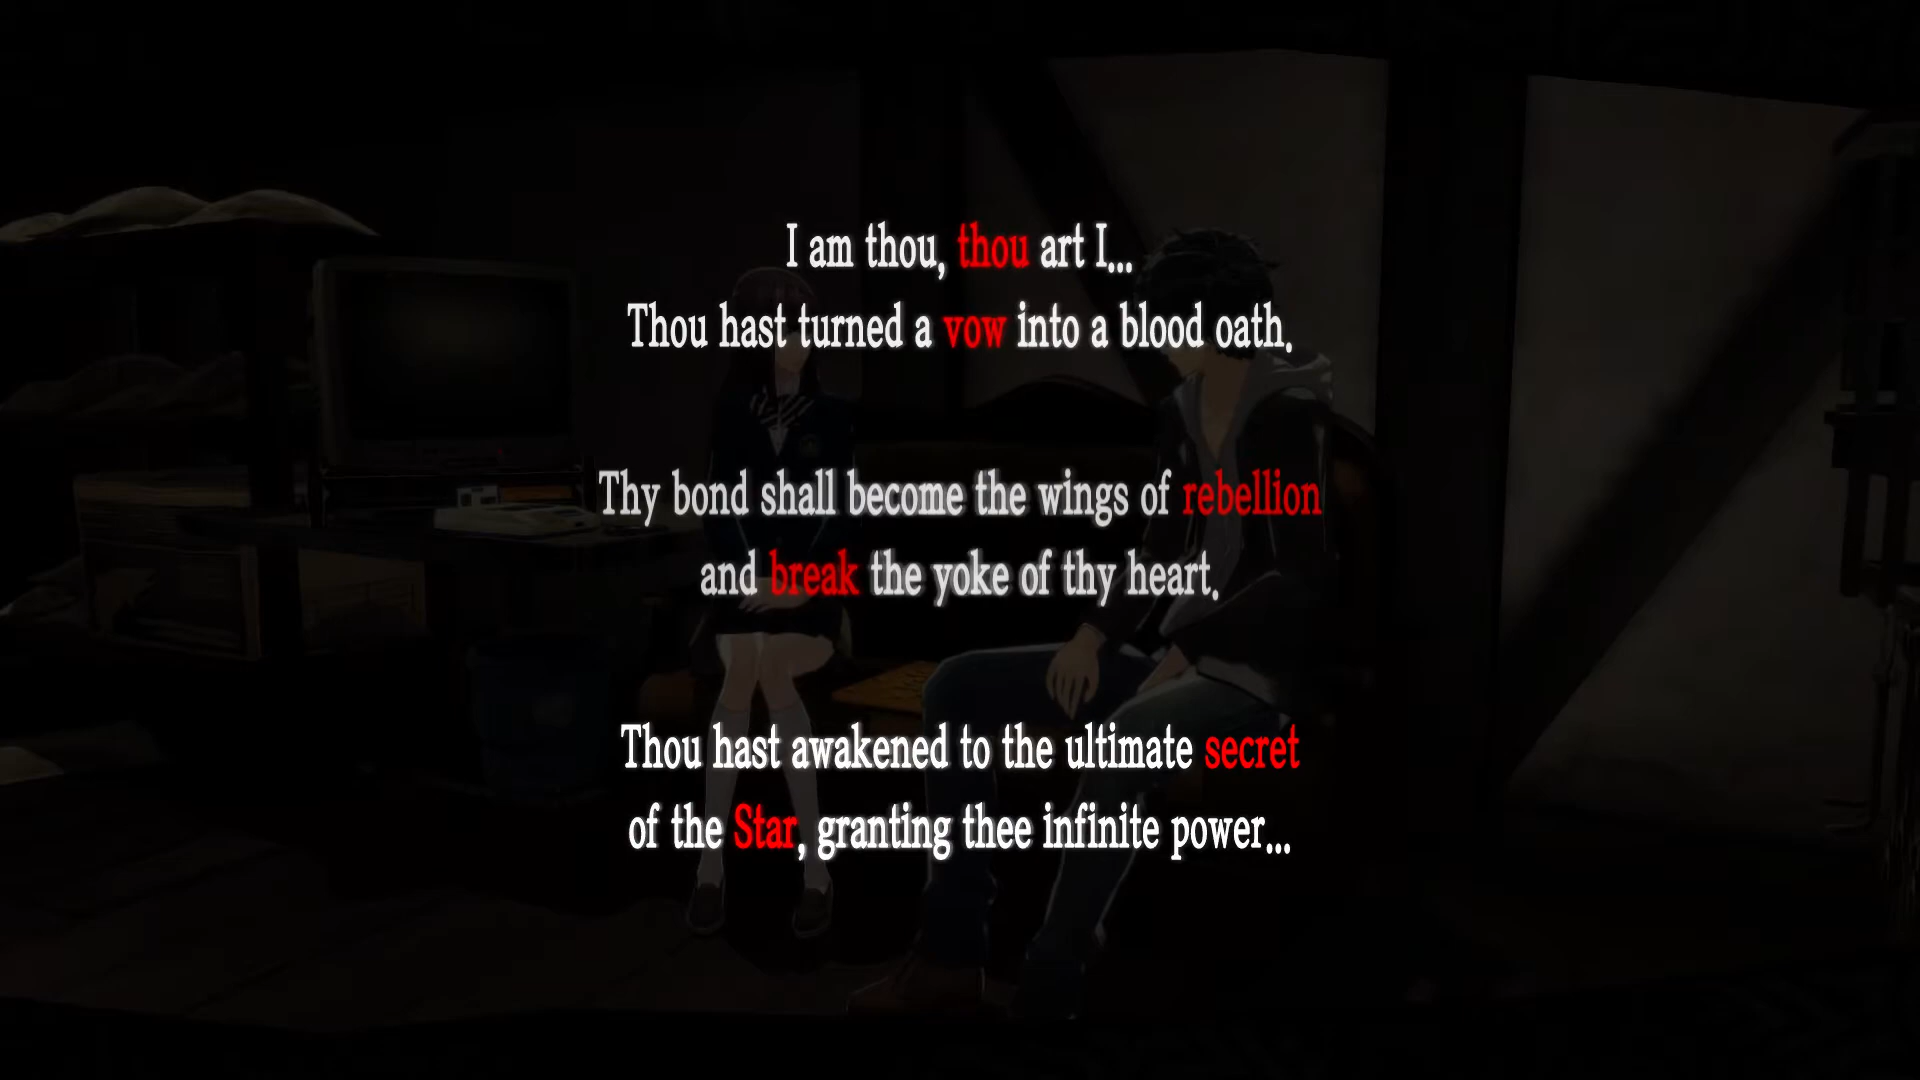 I am thou, thou art I...
Thou hast turned a vow into a blood oath.
Thy bond shall become the wings of rebellion
and break the yoke of thy heart.
Thou hast awakened to the ultimate secret
of the Star, granting thee infinite power...